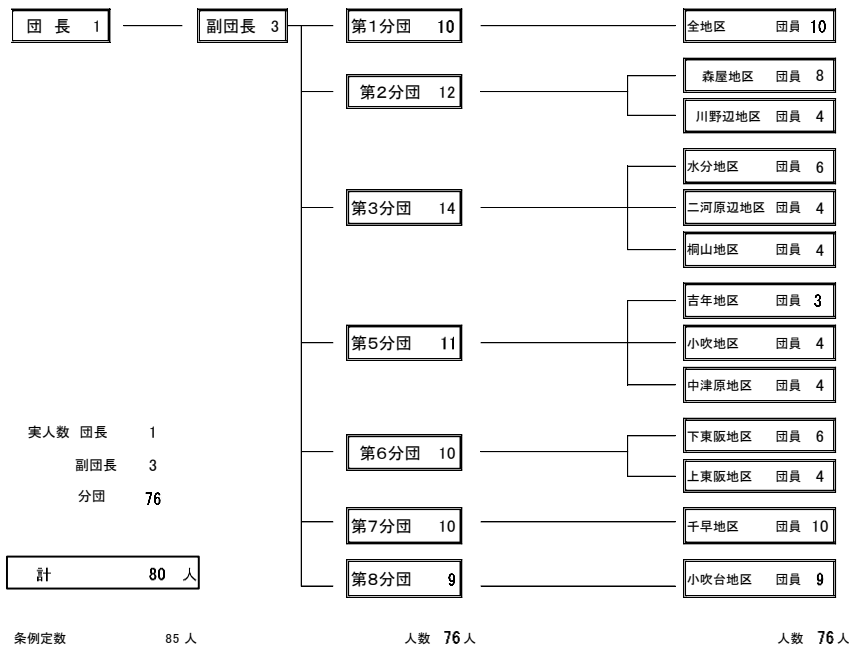 団 長 1 副団長 3 第1分団 10 全地区 団員 10
森屋地区 団員 8
第2分団 12
川野辺地区 団員 4
水分地区 団員 6
第3分団 14 二河原辺地区 団員 4
桐山地区 団員 4
吉年地区 団員 3
第5分団 11 小吹地区 団員 4
中津原地区 団員 4
実人数 団長 1 下東阪地区 団員 6
第6分団 10
副団長 3 上東阪地区 団員 4
分団 76
第7分団 10 千早地区 団員 10
計 80 人 第8分団 9 小吹台地区 団員 9
条例定数 85 人 人数 76 人 人数 76 人